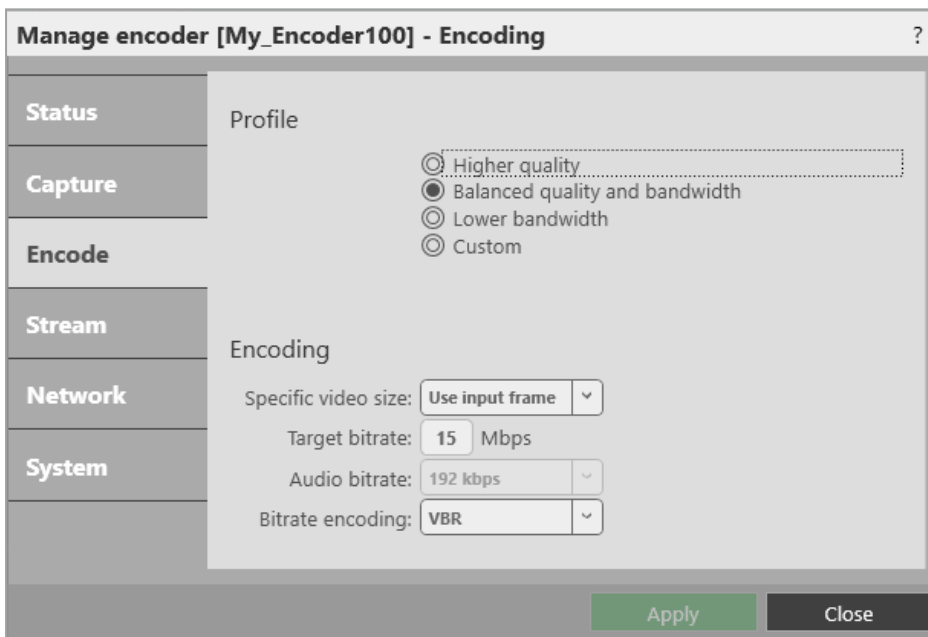 Manage encoder [My_Encoder100] - Encoding ?
Status
Capture
Encode
Stream
Network
System
Profile
Higher quality
Balanced quality and bandwidth
Lower bandwidth
Custom
Encoding
Specific video size: Use input frame
Target bitrate: 15 Mbps
Audio bitrate: 192 kbps
Bitrate encoding: VBR
Apply Close